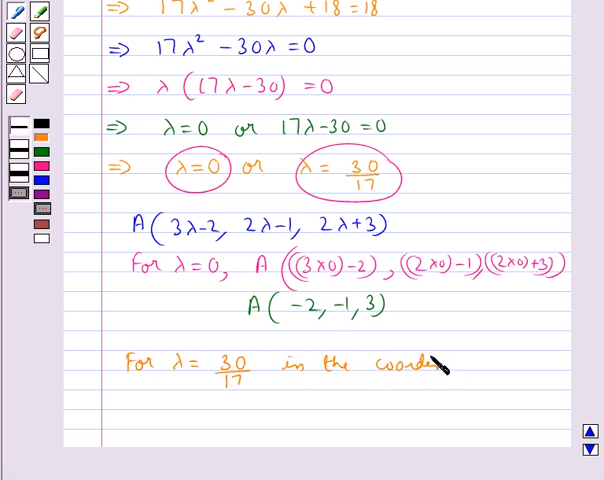 ⇒ 17λ² - 30λ + 18 = 18
⇒ 17λ² - 30λ = 0
⇒ λ (17λ - 30) = 0
⇒ λ = 0 or 17λ - 30 = 0
⇒ λ = 0 or λ = 30/17
A(3λ - 2, 2λ - 1, 2λ + 3)
For λ = 0, A(((3×0) - 2), ((2×0) - 1), ((2×0) + 3))
A(-2, -1, 3)
For λ = 30/17 in the coordi